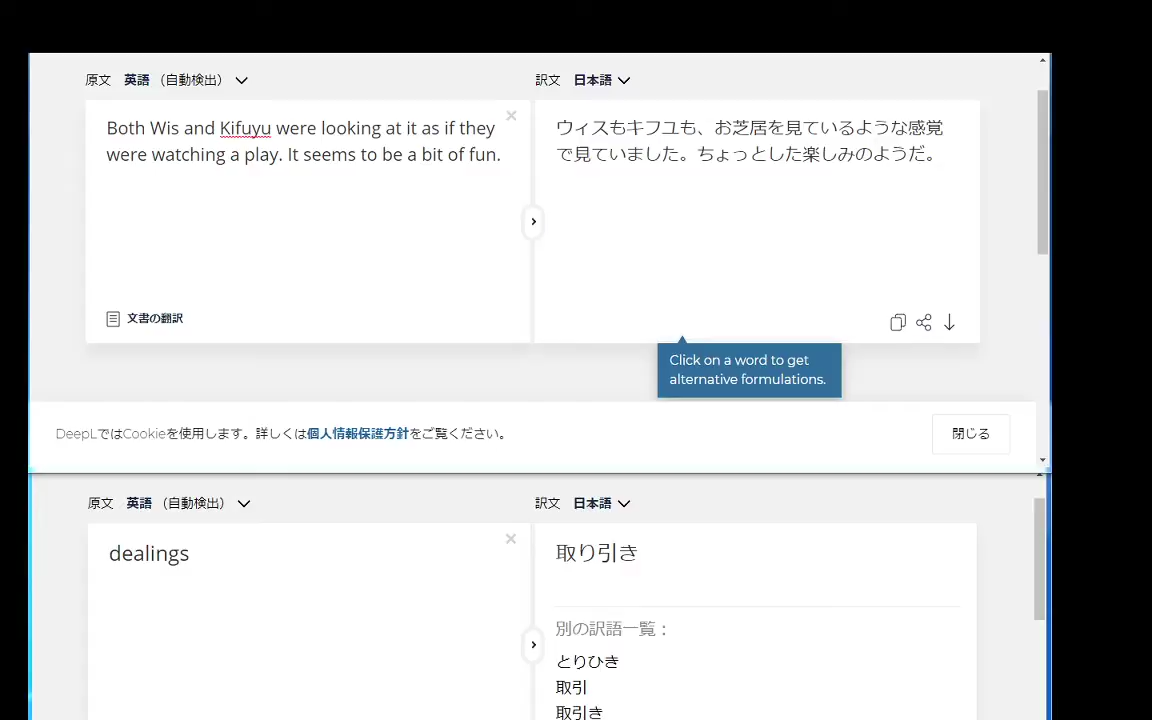 原文 英語 （自動検出）
訳文 日本語
Both Wis and Kifuyu were looking at it as if they
were watching a play. It seems to be a bit of fun.
ウィスもキフユも、お芝居を見ているような感覚
で見ていました。ちょっとした楽しみのようだ。
文書の翻訳
Click on a word to get
alternative formulations.
DeepLではCookieを使用します。詳しくは個人情報保護方針をご覧ください。
閉じる
原文 英語 （自動検出）
訳文 日本語
dealings
取り引き
別の訳語一覧：
とりひき
取引
取引き